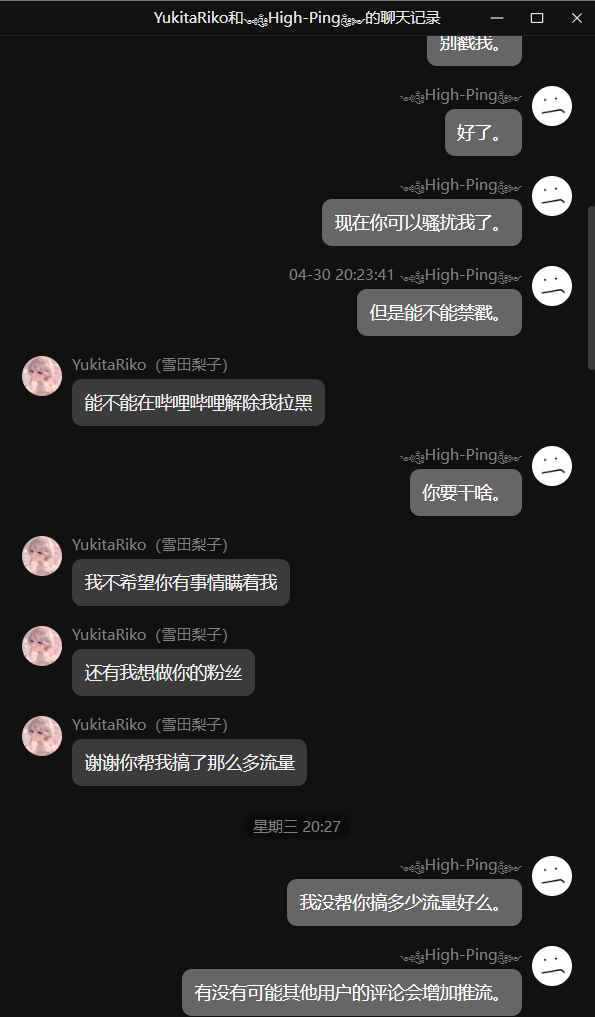 YukitaRiko和꧁High-Ping꧂的聊天记录
别戳我。
꧁High-Ping꧂
好了。
꧁High-Ping꧂
现在你可以骚扰我了。
04-30 20:23:41 ꧁High-Ping꧂
但是能不能禁戳。
YukitaRiko（雪田梨子）
能不能在哔哩哔哩解除我拉黑
꧁High-Ping꧂
你要干啥。
YukitaRiko（雪田梨子）
我不希望你有事情瞒着我
YukitaRiko（雪田梨子）
还有我想做你的粉丝
YukitaRiko（雪田梨子）
谢谢你帮我搞了那么多流量
星期三 20:27
꧁High-Ping꧂
我没帮你搞多少流量好么。
꧁High-Ping꧂
有没有可能其他用户的评论会增加推流。